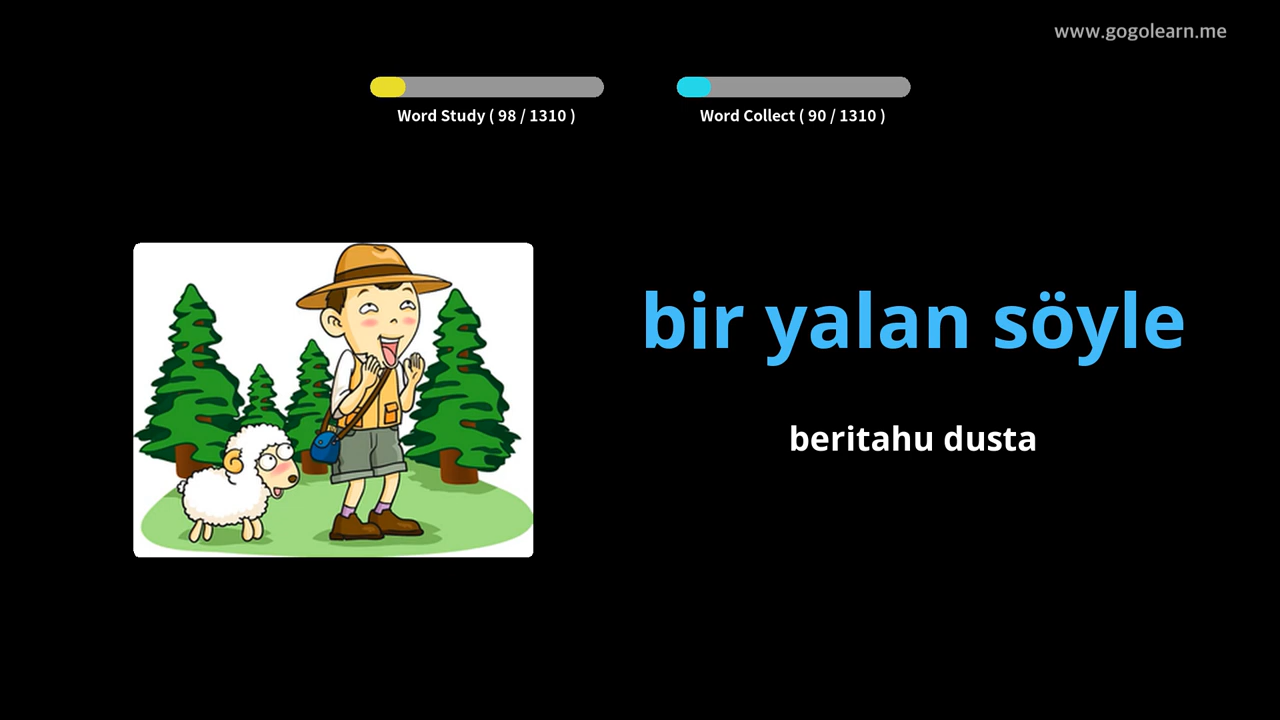 www.gogolearn.me
Word Study ( 98 / 1310 )
Word Collect ( 90 / 1310 )
bir yalan söyle
beritahu dusta